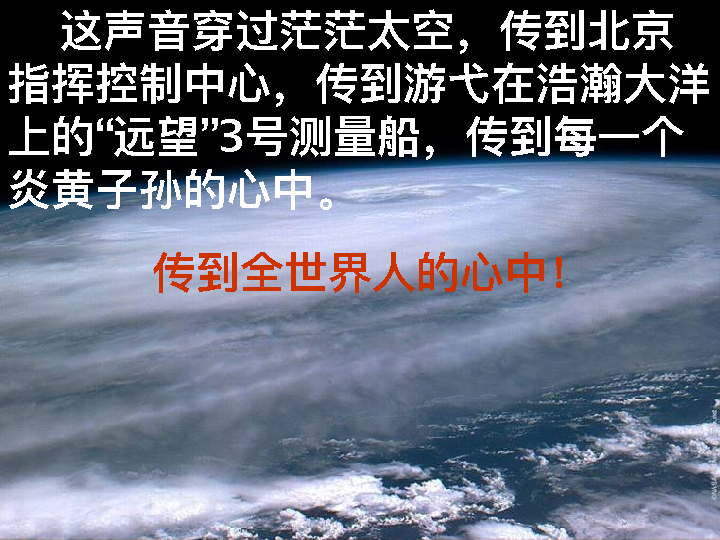 这声音穿过茫茫太空，传到北京
指挥控制中心，传到游弋在浩瀚大洋
上的“远望”3号测量船，传到每一个
炎黄子孙的心中。
传到全世界人的心中！